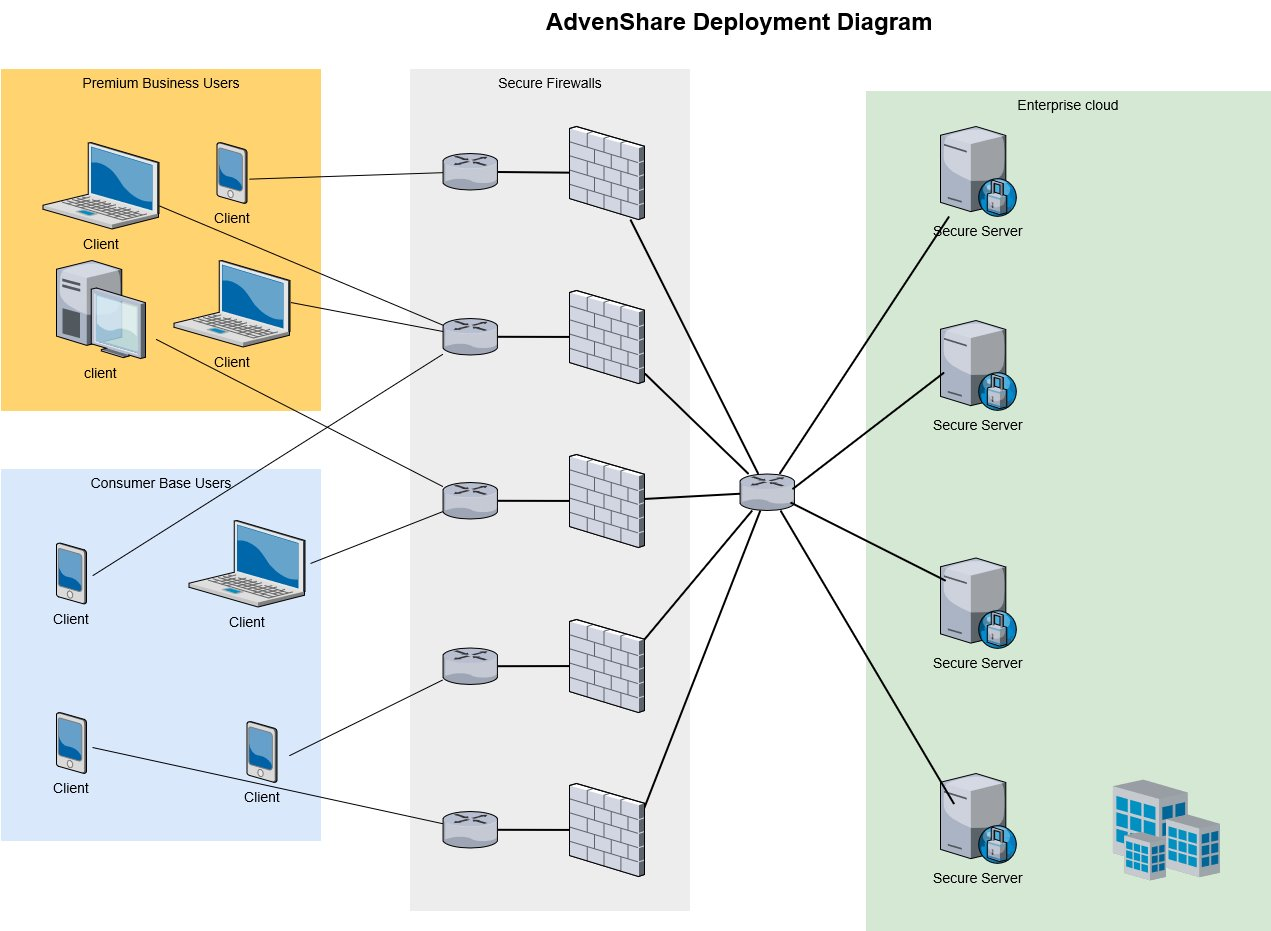 AdvenShare Deployment Diagram
Premium Business Users
Client
Client
client
Client
Consumer Base Users
Client
Client
Client
Client
Secure Firewalls
Enterprise cloud
Secure Server
Secure Server
Secure Server
Secure Server